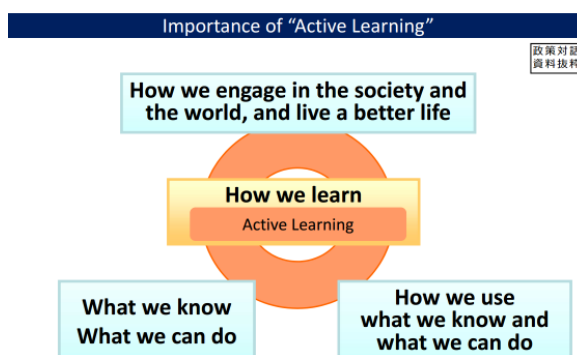 Importance of “Active Learning”
政策対話
資料抜粋
How we engage in the society and
the world, and live a better life
How we learn
Active Learning
What we know
What we can do
How we use
what we know and
what we can do